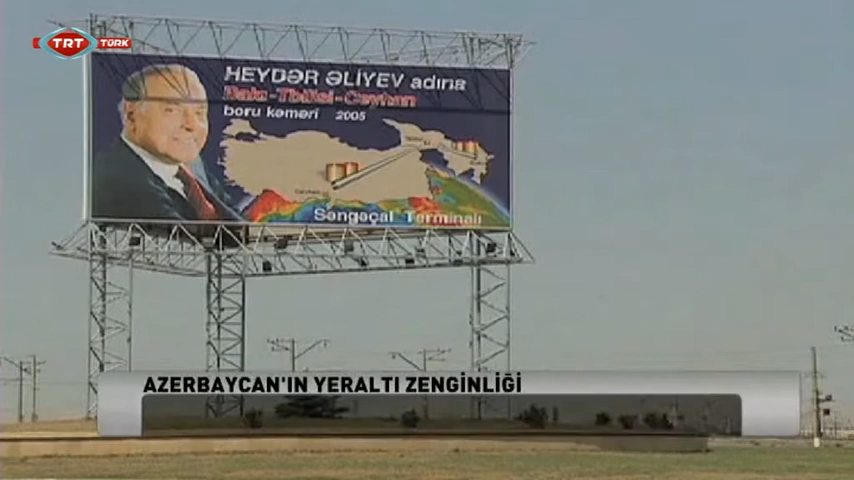 TRT TÜRK
HEYDƏR ƏLİYEV adına
Bakı-Tbilisi-Ceyhan
boru kəməri 2005
Səngəçal Terminalı
AZERBAYCAN'IN YERALTI ZENGİNLİĞİ